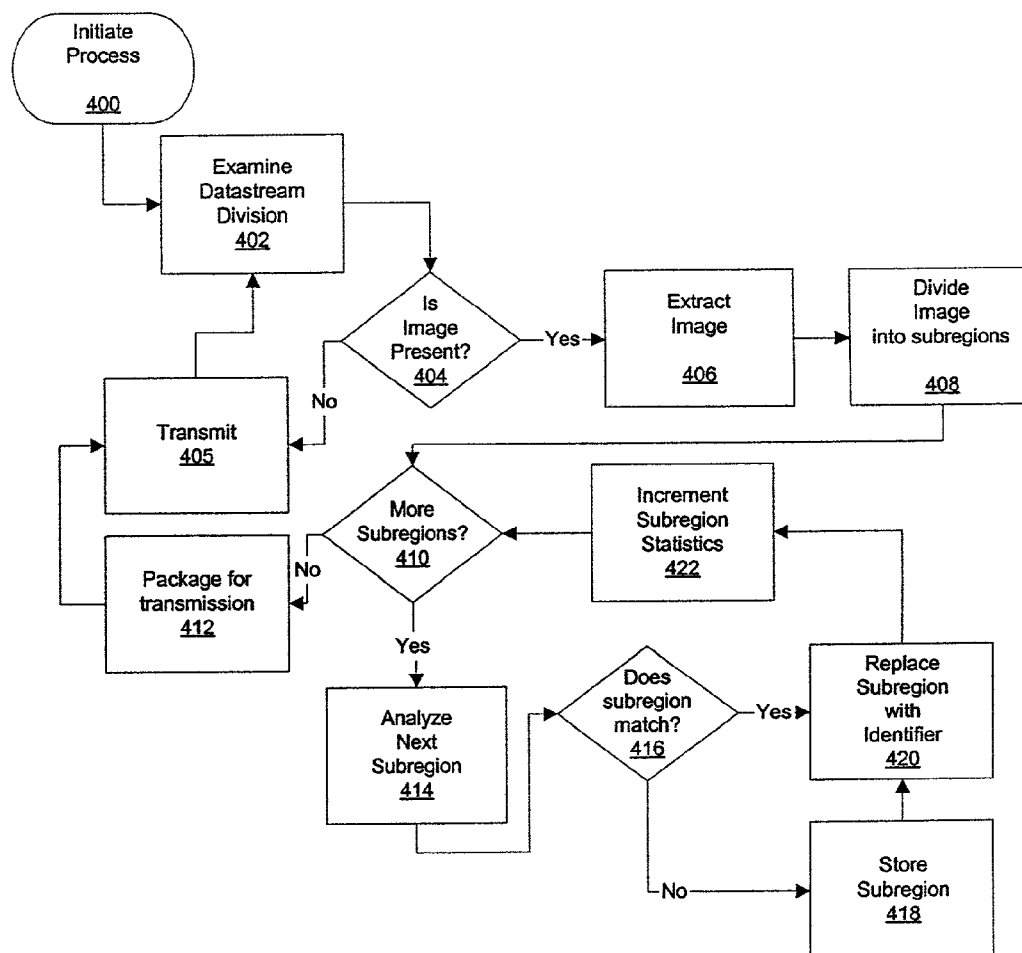 Initiate
Process
400
Examine
Datastream
Division
402
Is
Image
Present?
404
Yes
Extract
Image
406
Divide
Image
into subregions
408
No
Transmit
405
More
Subregions?
410
Increment
Subregion
Statistics
422
No
Package for
transmission
412
Yes
Analyze
Next
Subregion
414
Does
subregion
match?
416
Yes
Replace
Subregion
with
Identifier
420
No
Store
Subregion
418